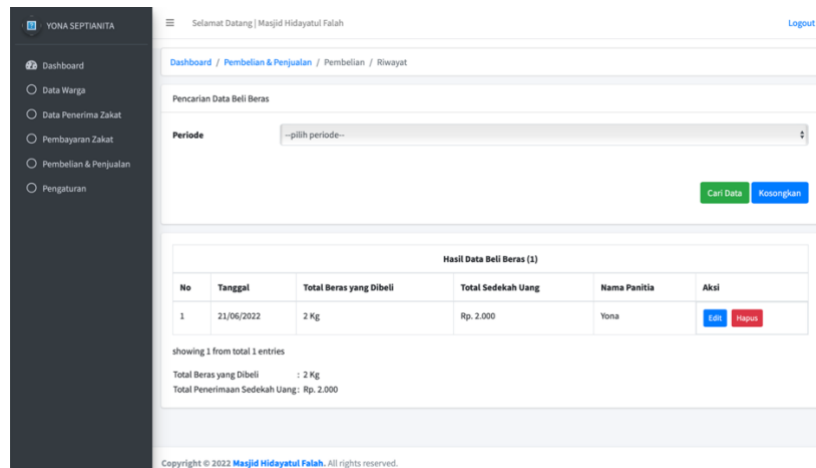 YONA SEPTIANITA
Dashboard
Data Warga
Data Penerima Zakat
Pembayaran Zakat
Pembelian & Penjualan
Pengaturan
Selamat Datang | Masjid Hidayatul Falah
Logout
Dashboard / Pembelian & Penjualan / Pembelian / Riwayat
Pencarian Data Beli Beras
Periode --pilih periode--
Cari Data Kosongkan
Hasil Data Beli Beras (1)
No Tanggal Total Beras yang Dibeli Total Sedekah Uang Nama Panitia Aksi
1 21/06/2022 2 Kg Rp. 2.000 Yona Edit Hapus
showing 1 from total 1 entries
Total Beras yang Dibeli : 2 Kg
Total Penerimaan Sedekah Uang : Rp. 2.000
Copyright © 2022 Masjid Hidayatul Falah. All rights reserved.